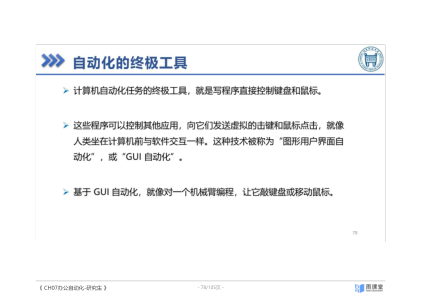 自动化的终极工具
计算机自动化任务的终极工具，就是写程序直接控制键盘和鼠标。
这些程序可以控制其他应用，向它们发送虚拟的击键和鼠标点击，就像
人类坐在计算机前与软件交互一样。这种技术被称为“图形用户界面自
动化”，或“GUI 自动化”。
基于 GUI 自动化，就像对一个机械臂编程，让它敲键盘或移动鼠标。
78
《 CH07办公自动化-研究生 》
雨课堂